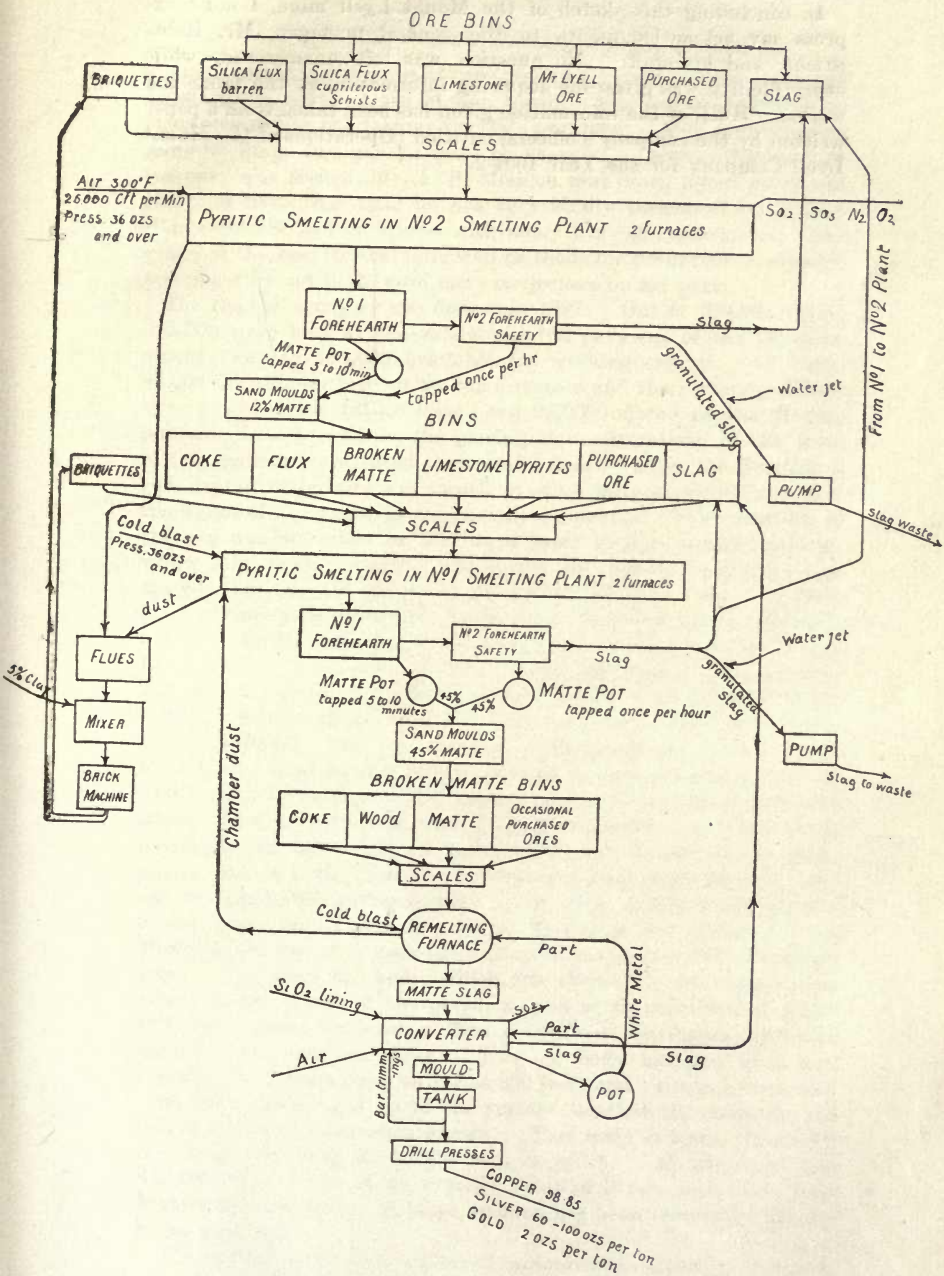 ORE BINS
BRIQUETTES
SILICA FLUX
barren
SILICA FLUX
cupriferous
Schists
LIMESTONE
MT LYELL
ORE
PURCHASED
ORE
SLAG
SCALES
AIR 300°F
26000 Cft per Min
Press. 36 OZS
and over
PYRITIC SMELTING IN Nº2 SMELTING PLANT 2 furnaces
SO2 SO3 N2 O2
Nº1
FOREHEARTH
Nº2 FOREHEARTH
SAFETY
Slag
MATTE POT
tapped 5 to 10 min
tapped once per hr
granulated slag
Water jet
From Nº1 to Nº2 Plant
SAND MOULDS
12% MATTE
BINS
COKE
FLUX
BROKEN
MATTE
LIMESTONE
PYRITES
PURCHASED
ORE
SLAG
BRIQUETTES
PUMP
Slag Waste
SCALES
Cold blast
Press. 36 OZS
and over
PYRITIC SMELTING IN Nº1 SMELTING PLANT 2 furnaces
dust
Nº1
FOREHEARTH
Nº2 FOREHEARTH
SAFETY
Slag
Water jet
granulated
slag
FLUES
5% Clay
MIXER
BRICK
MACHINE
MATTE POT
tapped 5 to 10
minutes
45%
45%
MATTE POT
tapped once per hour
SAND MOULDS
45% MATTE
PUMP
Slag to waste
Chamber dust
BROKEN MATTE BINS
COKE
Wood
MATTE
OCCASIONAL
PURCHASED
ORES
SCALES
Cold blast
REMELTING
FURNACE
Part
White Metal
MATTE SLAG
SiO2 lining
SO2
CONVERTER
Part
Slag
Slag
AIR
Bar trimm
-ings
MOULD
TANK
POT
DRILL PRESSES
COPPER 98.85
SILVER 60-100 OZS per ton
GOLD 2 OZS per ton